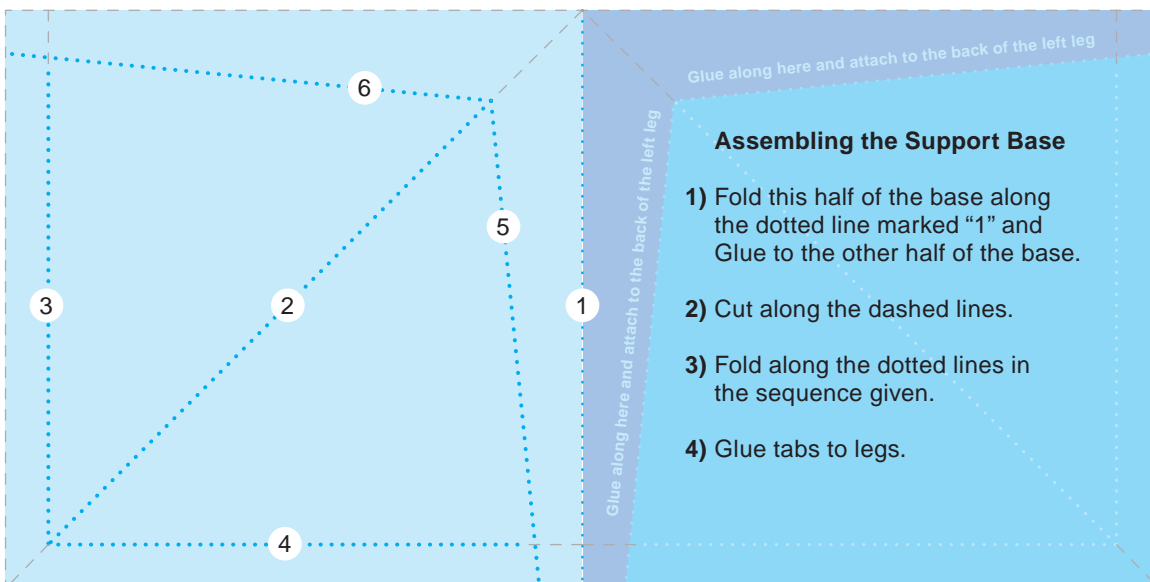 6
5
3
2
1
4
Glue along here and attach to the back of the left leg
Glue along here and attach to the back of the left leg
Assembling the Support Base
1) Fold this half of the base along
the dotted line marked “1” and
Glue to the other half of the base.
2) Cut along the dashed lines.
3) Fold along the dotted lines in
the sequence given.
4) Glue tabs to legs.